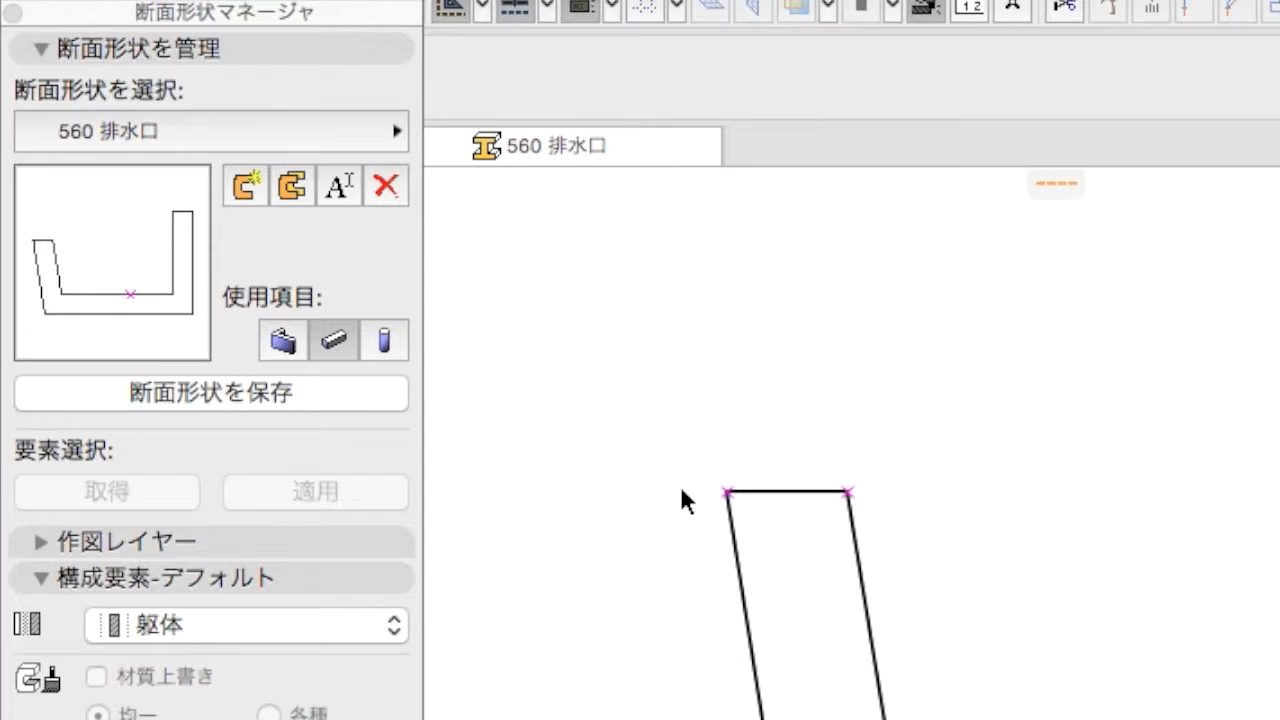 断面形状マネージャ
断面形状を管理
断面形状を選択:
560 排水口
560 排水口
使用項目:
断面形状を保存
要素選択:
取得
適用
作図レイヤー
構成要素-デフォルト
躯体
材質上書き
均一
各種